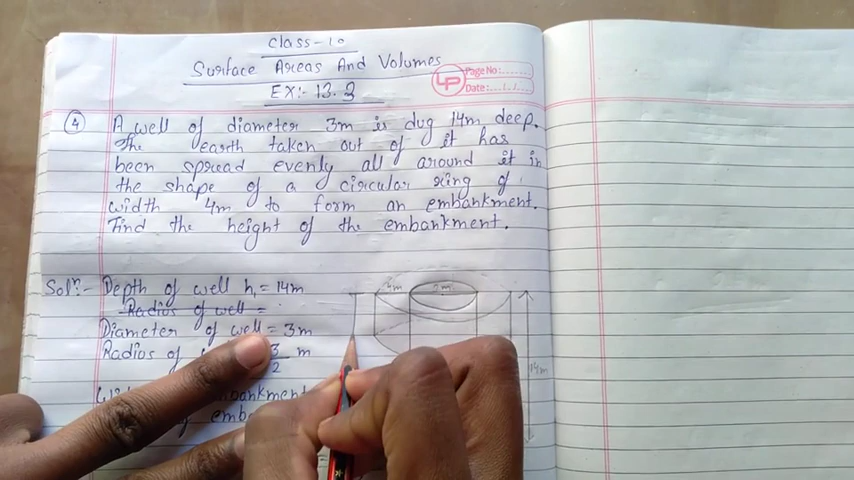 Class-10
Surface Areas And Volumes
EX:- 13.3
LP
Page No:......
Date:.../.../...
4 A well of diameter 3m is dug 14m deep.
The earth taken out of it has
been spread evenly all around it in
the shape of a circular ring of
width 4m to form an embankment.
Find the height of the embankment.
Solⁿ:- Depth of well h₁ = 14m
Radius of well =
Diameter of well = 3m
Radius of 3/2 m
4m
3m
14m